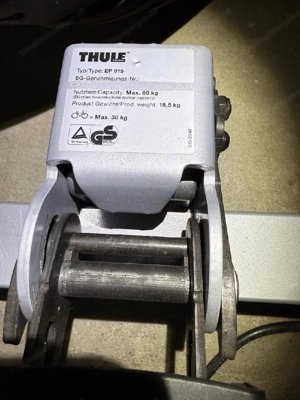 THULE
Typ/Type: EP 915
EG-Genehmigungs-Nr.:
Nutzlast/Capacity: Max. 60 kg
Produkt Gewicht/Prod. weight. 18,5 kg
– Max. 30 kg
GS